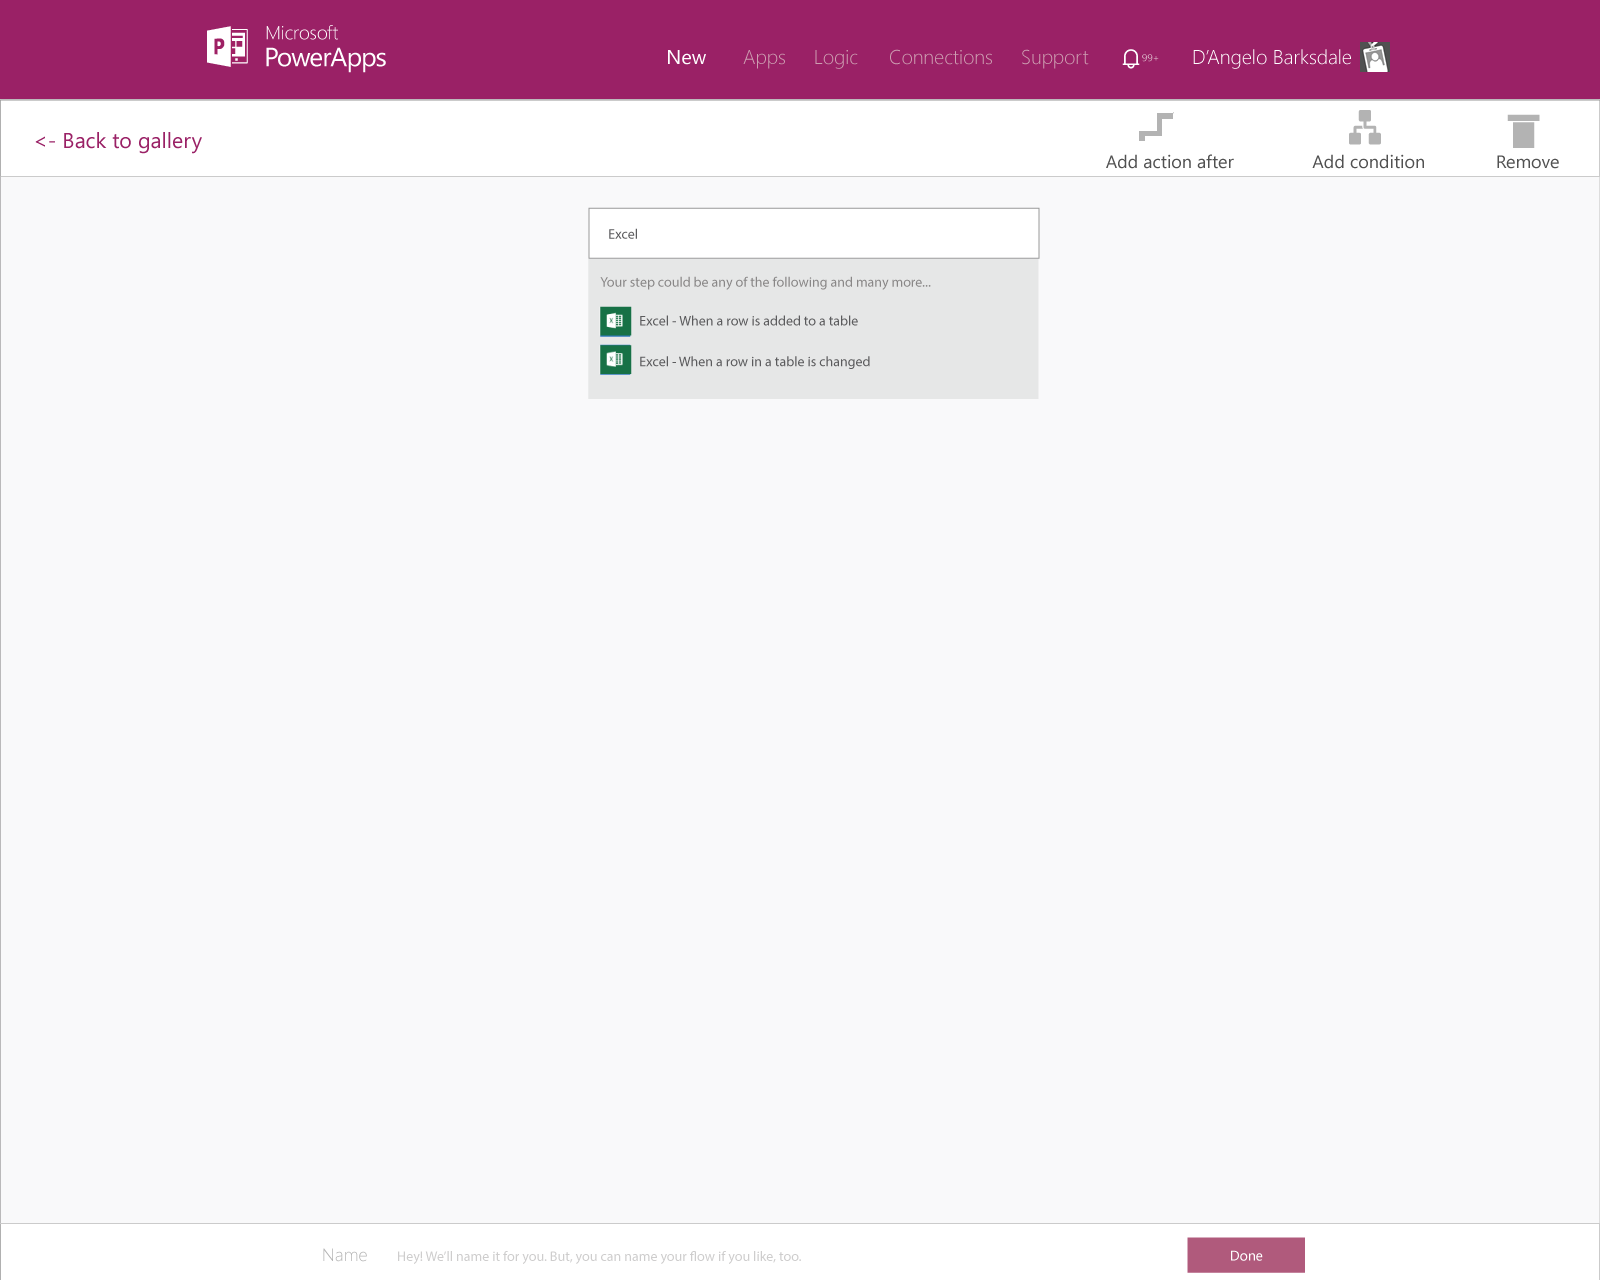 Microsoft
PowerApps
New Apps Logic Connections Support 99+ D'Angelo Barksdale
<- Back to gallery
Add action after Add condition Remove
Excel
Your step could be any of the following and many more...
Excel - When a row is added to a table
Excel - When a row in a table is changed
Name Hey! We'll name it for you. But, you can name your flow if you like, too. Done